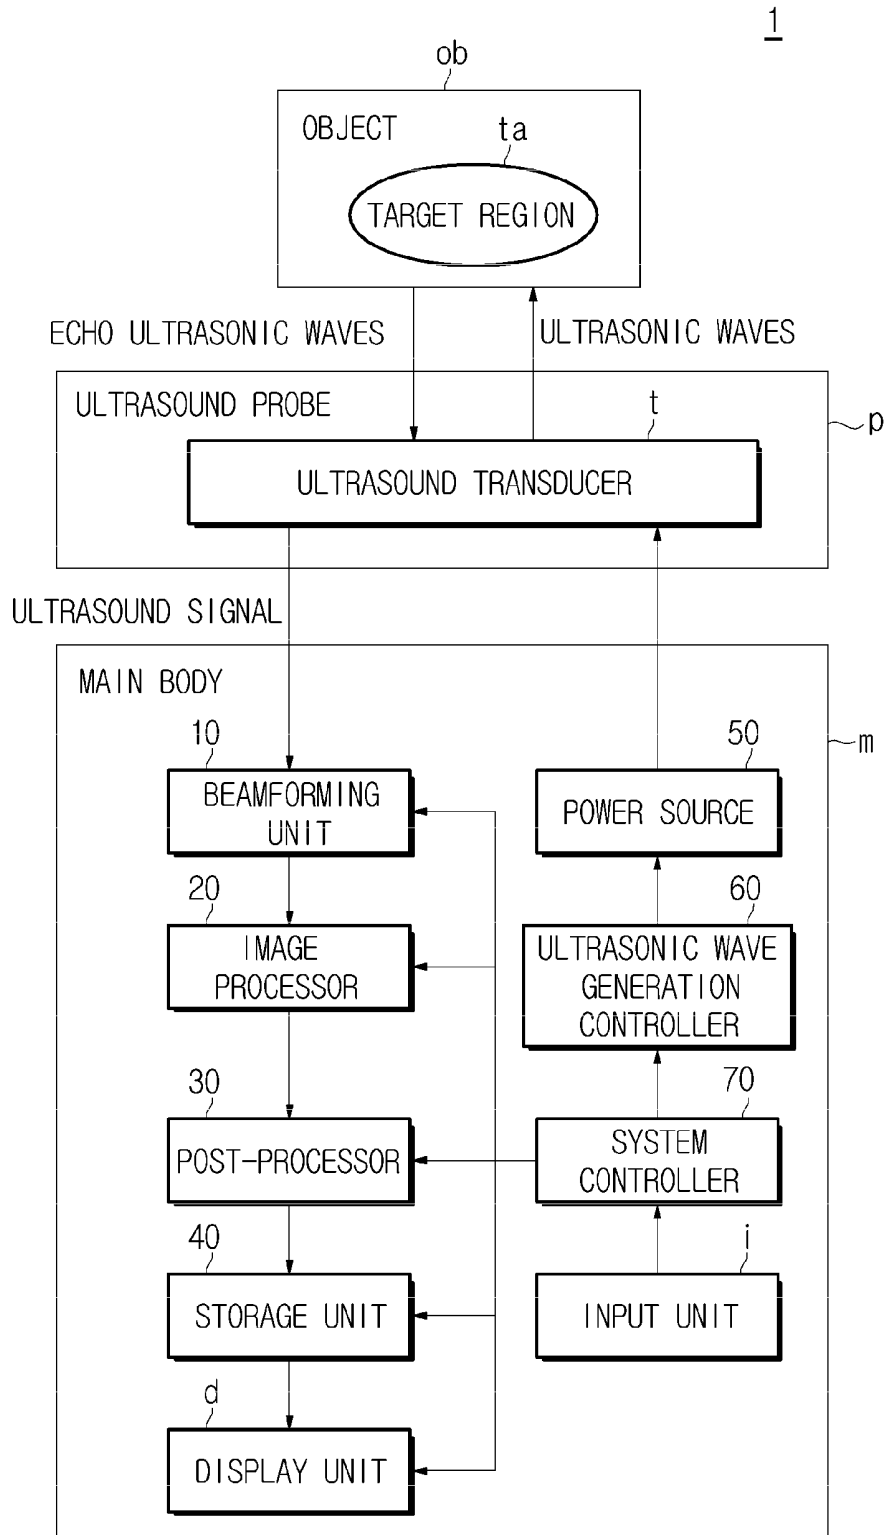 1
ob
OBJECT
ta
TARGET REGION
ECHO ULTRASONIC WAVES
ULTRASONIC WAVES
ULTRASOUND PROBE
t
p
ULTRASOUND TRANSDUCER
ULTRASOUND SIGNAL
MAIN BODY
m
10
BEAMFORMING
UNIT
50
POWER SOURCE
20
IMAGE
PROCESSOR
60
ULTRASONIC WAVE
GENERATION
CONTROLLER
30
POST-PROCESSOR
70
SYSTEM
CONTROLLER
40
STORAGE UNIT
i
INPUT UNIT
d
DISPLAY UNIT